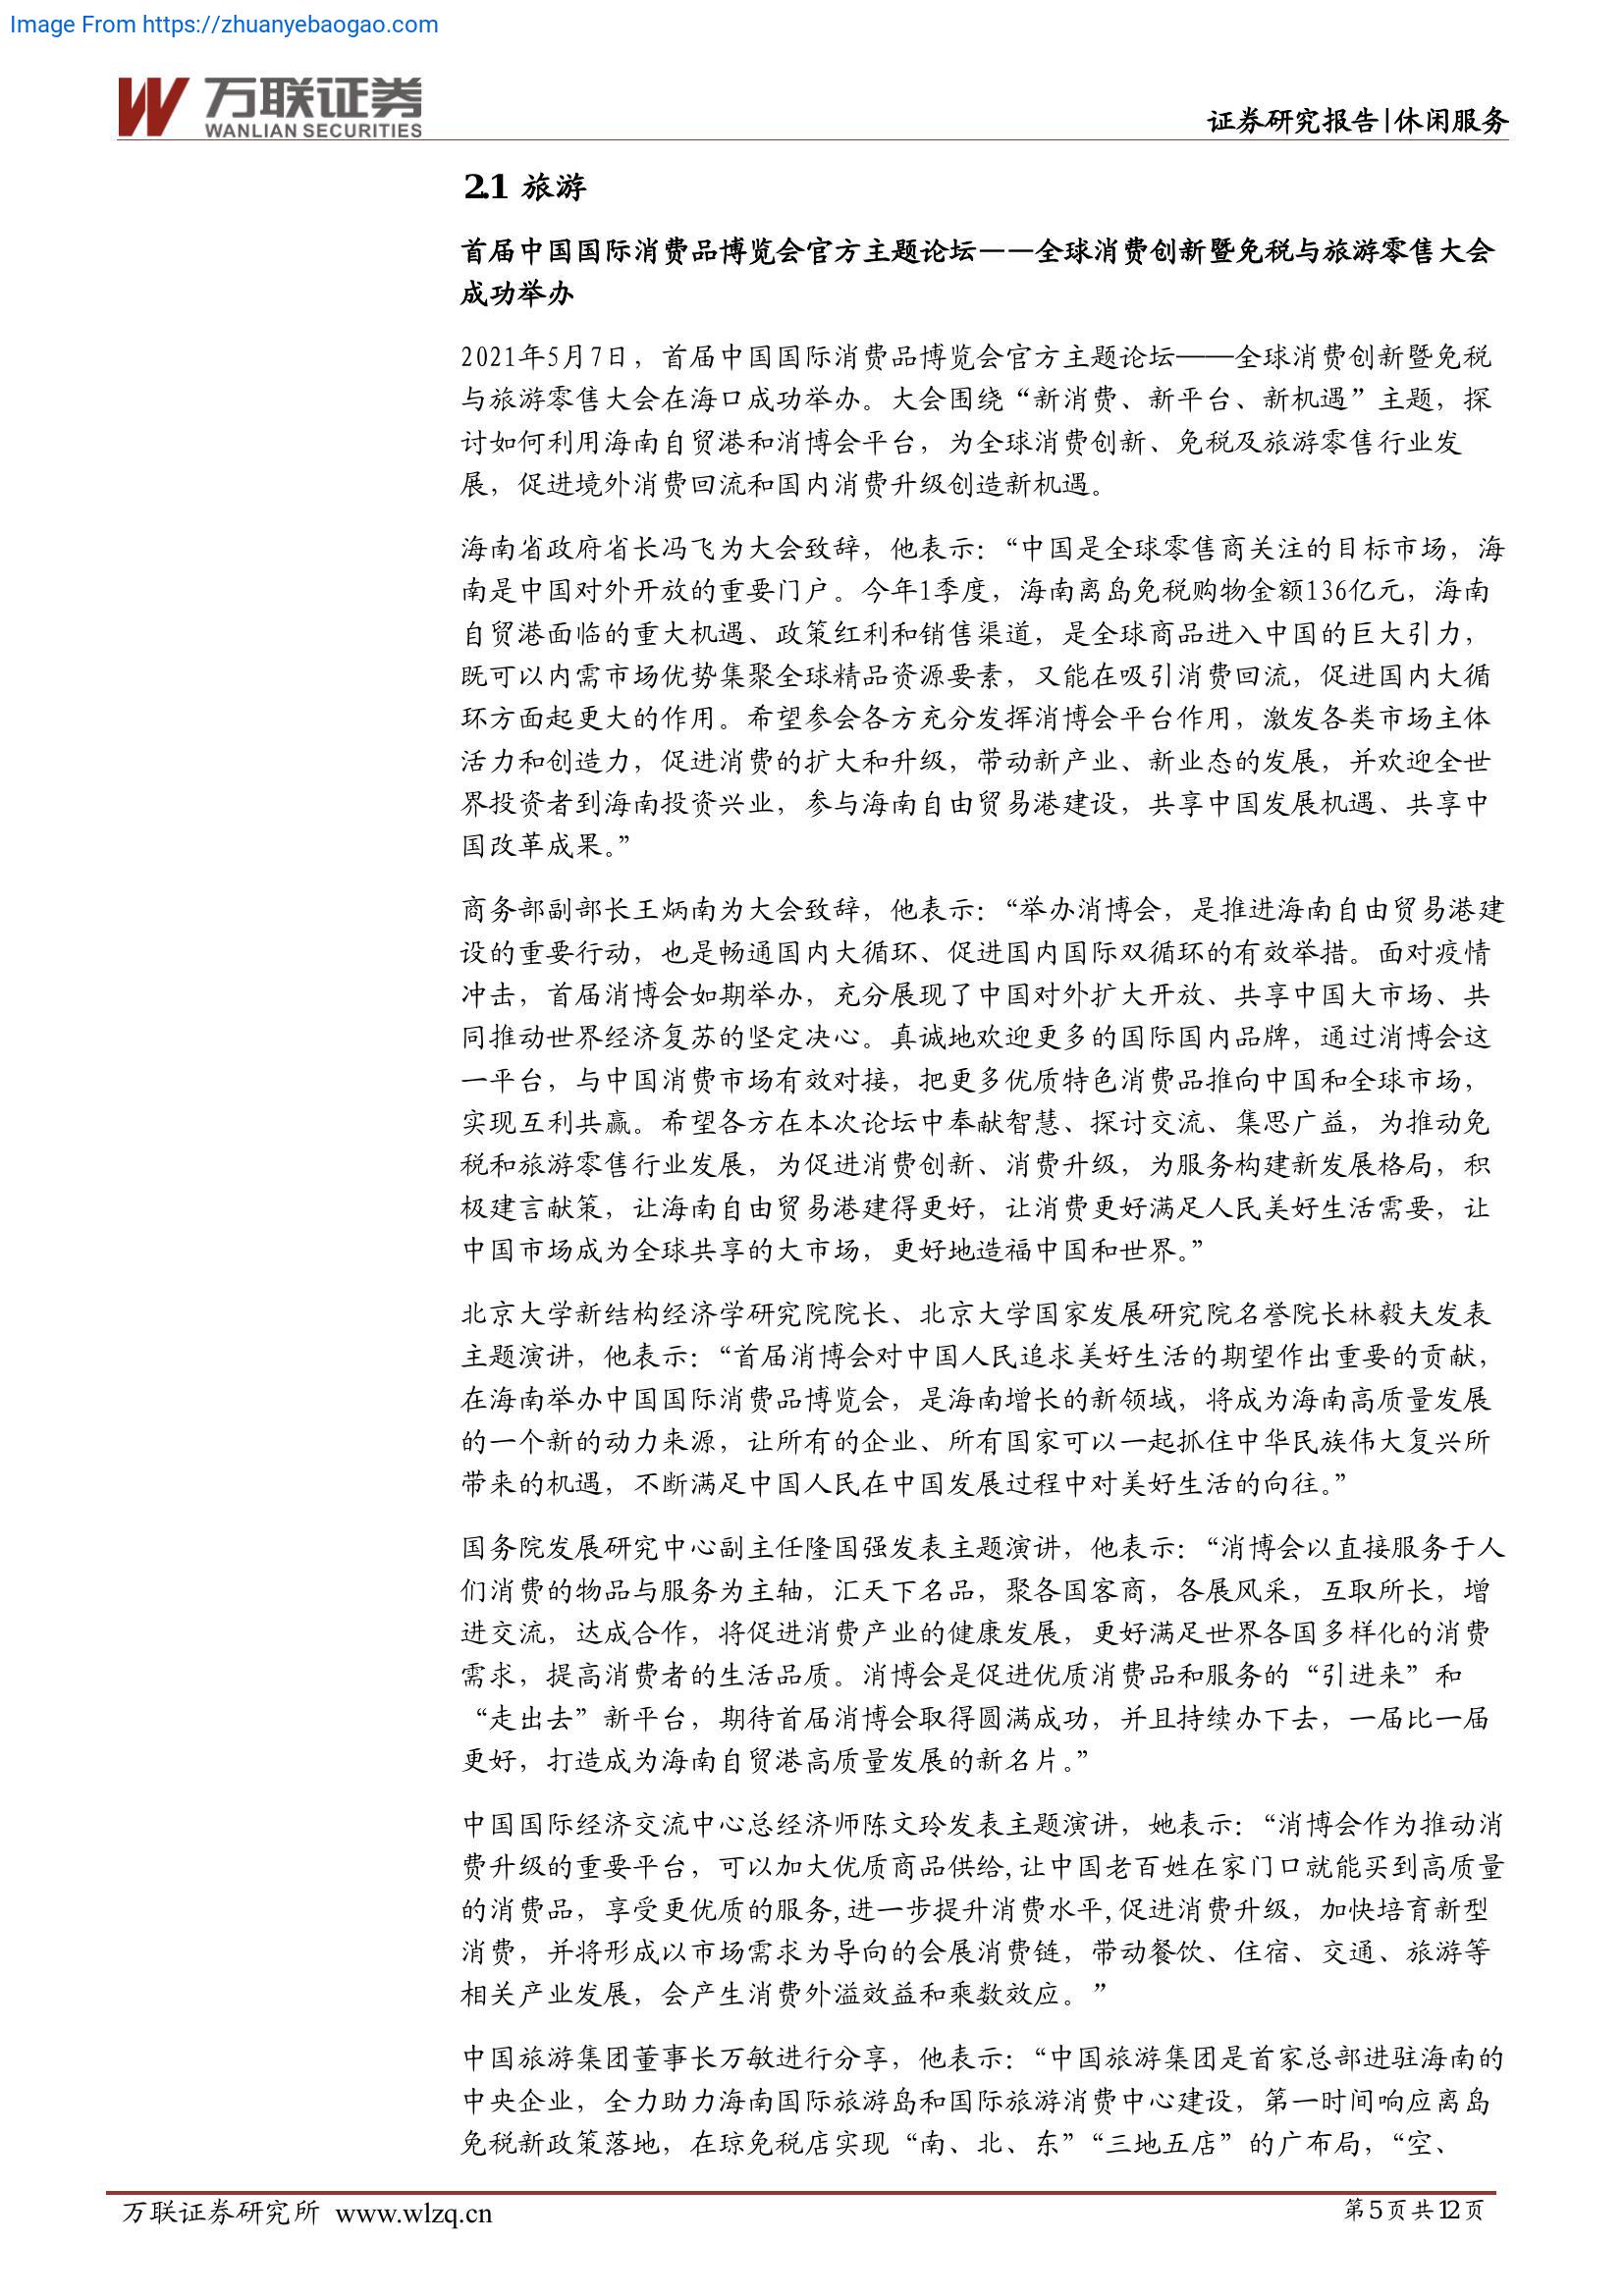 Image From https://zhuanyebaogao.com
万联证券
WANLIAN SECURITIES
证券研究报告|休闲服务
2.1 旅游
首届中国国际消费品博览会官方主题论坛——全球消费创新暨免税与旅游零售大会
成功举办
2021年5月7日，首届中国国际消费品博览会官方主题论坛——全球消费创新暨免税
与旅游零售大会在海口成功举办。大会围绕“新消费、新平台、新机遇”主题，探
讨如何利用海南自贸港和消博会平台，为全球消费创新、免税及旅游零售行业发
展，促进境外消费回流和国内消费升级创造新机遇。
海南省政府省长冯飞为大会致辞，他表示：“中国是全球零售商关注的目标市场，海
南是中国对外开放的重要门户。今年1季度，海南离岛免税购物金额136亿元，海南
自贸港面临的重大机遇、政策红利和销售渠道，是全球商品进入中国的巨大引力，
既可以内需市场优势集聚全球精品资源要素，又能在吸引消费回流，促进国内大循
环方面起更大的作用。希望参会各方充分发挥消博会平台作用，激发各类市场主体
活力和创造力，促进消费的扩大和升级，带动新产业、新业态的发展，并欢迎全世
界投资者到海南投资兴业，参与海南自由贸易港建设，共享中国发展机遇、共享中
国改革成果。”
商务部副部长王炳南为大会致辞，他表示：“举办消博会，是推进海南自由贸易港建
设的重要行动，也是畅通国内大循环、促进国内国际双循环的有效举措。面对疫情
冲击，首届消博会如期举办，充分展现了中国对外扩大开放、共享中国大市场、共
同推动世界经济复苏的坚定决心。真诚地欢迎更多的国际国内品牌，通过消博会这
一平台，与中国消费市场有效对接，把更多优质特色消费品推向中国和全球市场，
实现互利共赢。希望各方在本次论坛中奉献智慧、探讨交流、集思广益，为推动免
税和旅游零售行业发展，为促进消费创新、消费升级，为服务构建新发展格局，积
极建言献策，让海南自由贸易港建得更好，让消费更好满足人民美好生活需要，让
中国市场成为全球共享的大市场，更好地造福中国和世界。”
北京大学新结构经济学研究院院长、北京大学国家发展研究院名誉院长林毅夫发表
主题演讲，他表示：“首届消博会对中国人民追求美好生活的期望作出重要的贡献，
在海南举办中国国际消费品博览会，是海南增长的新领域，将成为海南高质量发展
的一个新的动力来源，让所有的企业、所有国家可以一起抓住中华民族伟大复兴所
带来的机遇，不断满足中国人民在中国发展过程中对美好生活的向往。”
国务院发展研究中心副主任隆国强发表主题演讲，他表示：“消博会以直接服务于人
们消费的物品与服务为主轴，汇天下名品，聚各国客商，各展风采，互取所长，增
进交流，达成合作，将促进消费产业的健康发展，更好满足世界各国多样化的消费
需求，提高消费者的生活品质。消博会是促进优质消费品和服务的“引进来”和
“走出去”新平台，期待首届消博会取得圆满成功，并且持续办下去，一届比一届
更好，打造成为海南自贸港高质量发展的新名片。”
中国国际经济交流中心总经济师陈文玲发表主题演讲，她表示：“消博会作为推动消
费升级的重要平台，可以加大优质商品供给,让中国老百姓在家门口就能买到高质量
的消费品，享受更优质的服务,进一步提升消费水平,促进消费升级，加快培育新型
消费，并将形成以市场需求为导向的会展消费链，带动餐饮、住宿、交通、旅游等
相关产业发展，会产生消费外溢效益和乘数效应。”
中国旅游集团董事长万敏进行分享，他表示：“中国旅游集团是首家总部进驻海南的
中央企业，全力助力海南国际旅游岛和国际旅游消费中心建设，第一时间响应离岛
免税新政策落地，在琼免税店实现“南、北、东”“三地五店”的广布局，“空、
万联证券研究所 www.wlzq.cn
第5页共12页